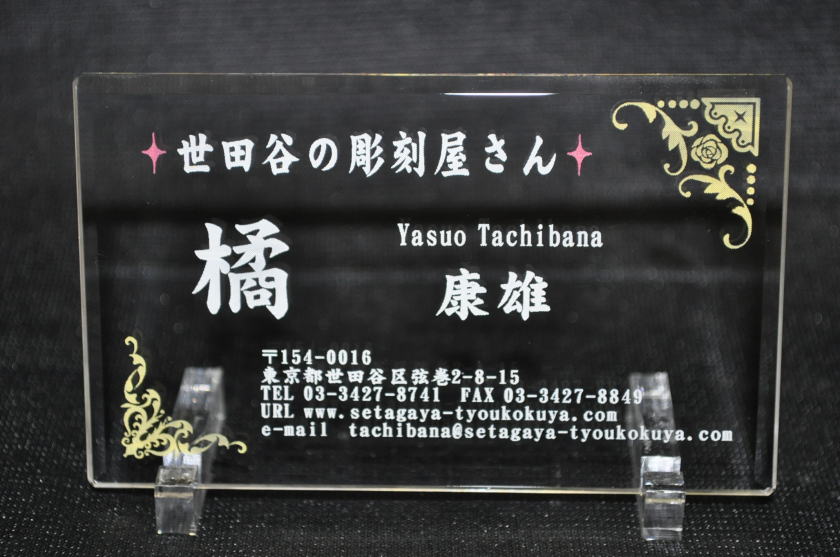 世田谷の彫刻屋さん
Yasuo Tachibana
橘 康雄
〒154-0016
東京都世田谷区弦巻2-8-15
TEL 03-3427-8741 FAX 03-3427-8849
URL www.setagaya-tyoukokuya.com
e-mail tachibana@setagaya-tyoukokuya.com